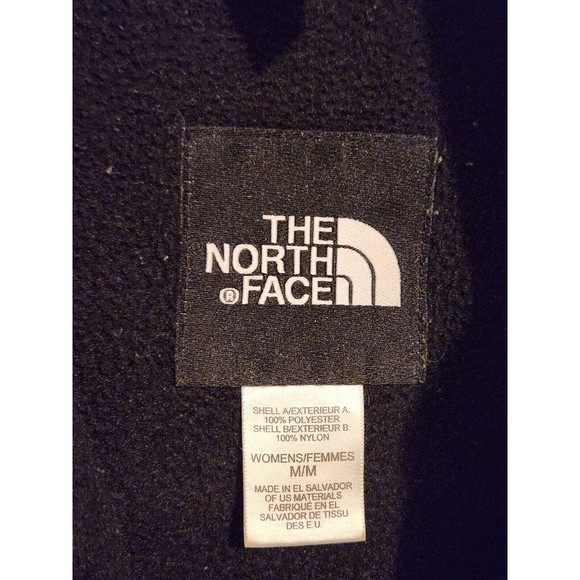 THE
NORTH
® FACE
SHELL A/EXTERIEUR A:
100% POLYESTER
SHELL B/EXTERIEUR B:
100% NYLON
WOMENS/FEMMES
M/M
MADE IN EL SALVADOR
OF US MATERIALS
FABRIQUÉ EN EL
SALVADOR DE TISSU
DES E.U.